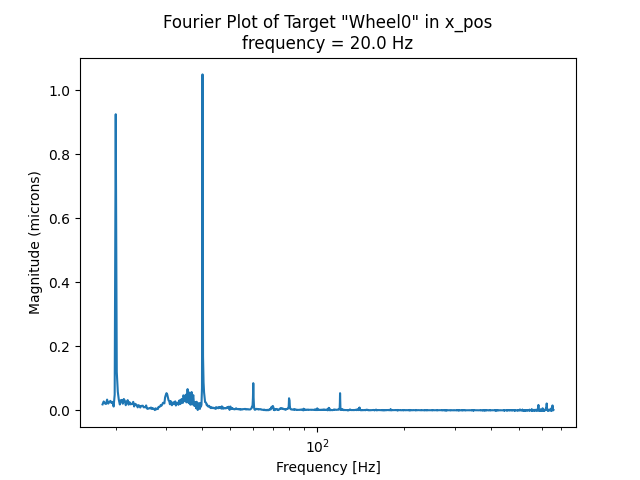 Fourier Plot of Target "Wheel0" in x_pos
frequency = 20.0 Hz
Magnitude (microns)
1.0
0.8
0.6
0.4
0.2
0.0
10²
Frequency [Hz]